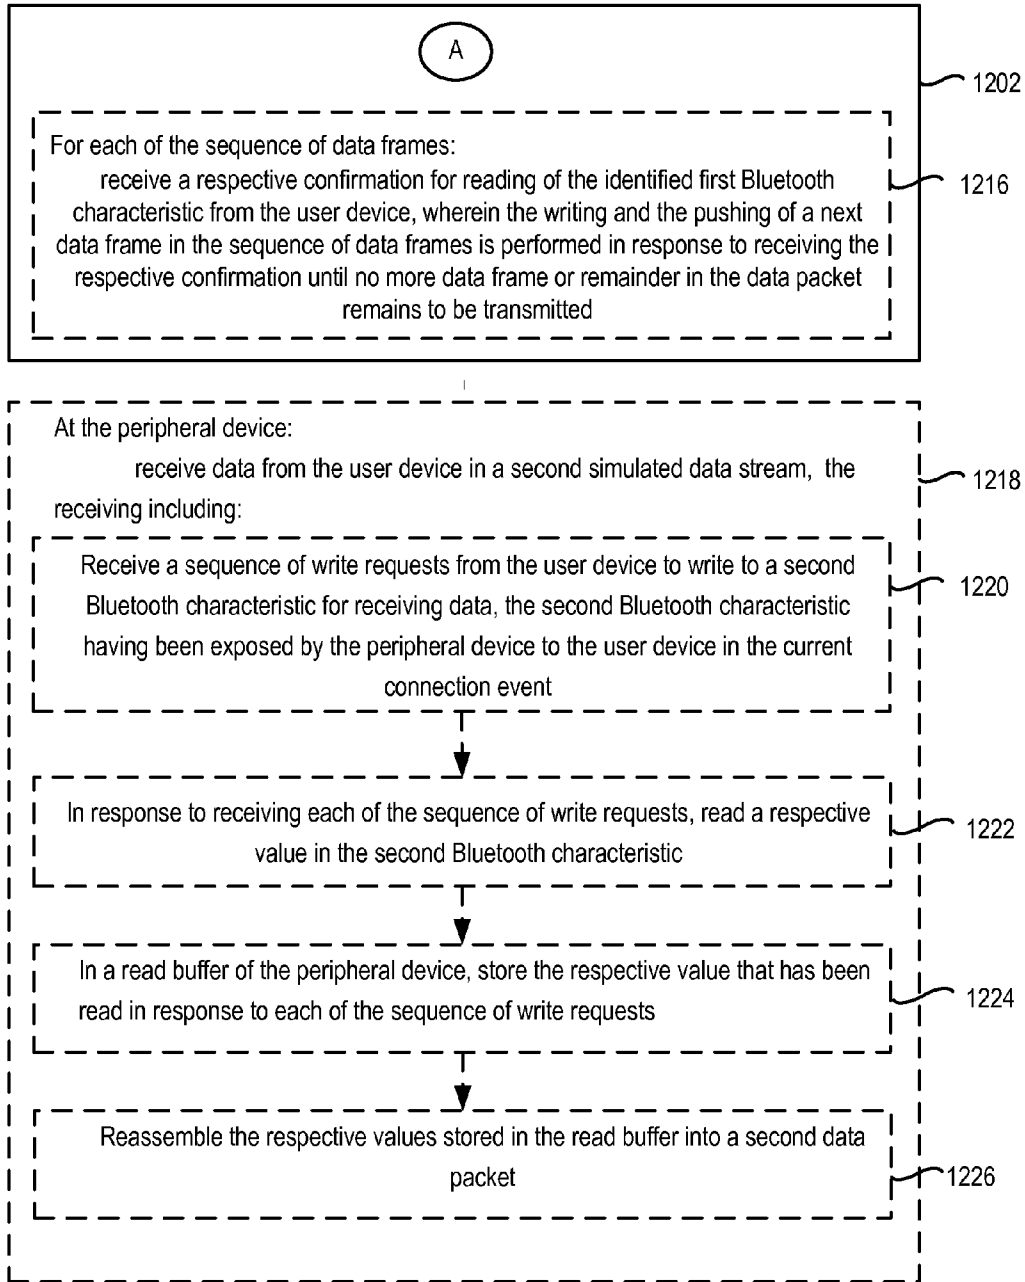 A
1202
For each of the sequence of data frames:
receive a respective confirmation for reading of the identified first Bluetooth
1216
characteristic from the user device, wherein the writing and the pushing of a next
data frame in the sequence of data frames is performed in response to receiving the
respective confirmation until no more data frame or remainder in the data packet
remains to be transmitted
At the peripheral device:
receive data from the user device in a second simulated data stream, the
1218
receiving including:
Receive a sequence of write requests from the user device to write to a second
1220
Bluetooth characteristic for receiving data, the second Bluetooth characteristic
having been exposed by the peripheral device to the user device in the current
connection event
In response to receiving each of the sequence of write requests, read a respective
1222
value in the second Bluetooth characteristic
In a read buffer of the peripheral device, store the respective value that has been
1224
read in response to each of the sequence of write requests
Reassemble the respective values stored in the read buffer into a second data
packet
1226